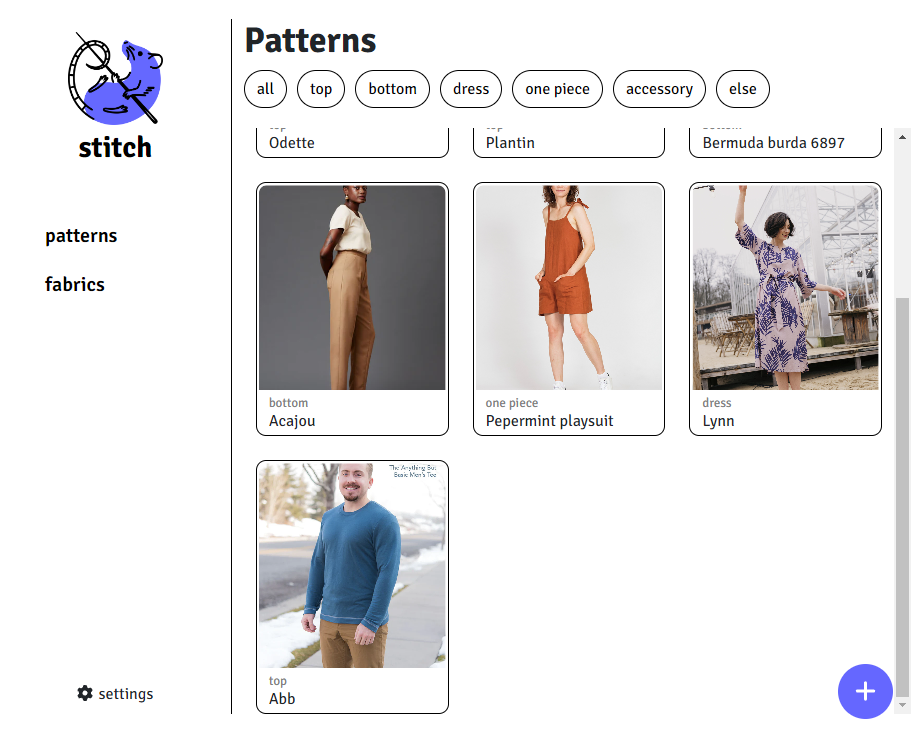 stitch
patterns
fabrics
settings
Patterns
all
top
bottom
dress
one piece
accessory
else
Odette
Plantin
Bermuda burda 6897
bottom
Acajou
one piece
Pepermint playsuit
dress
Lynn
The Anything But
Basic Men's Tee
top
Abb